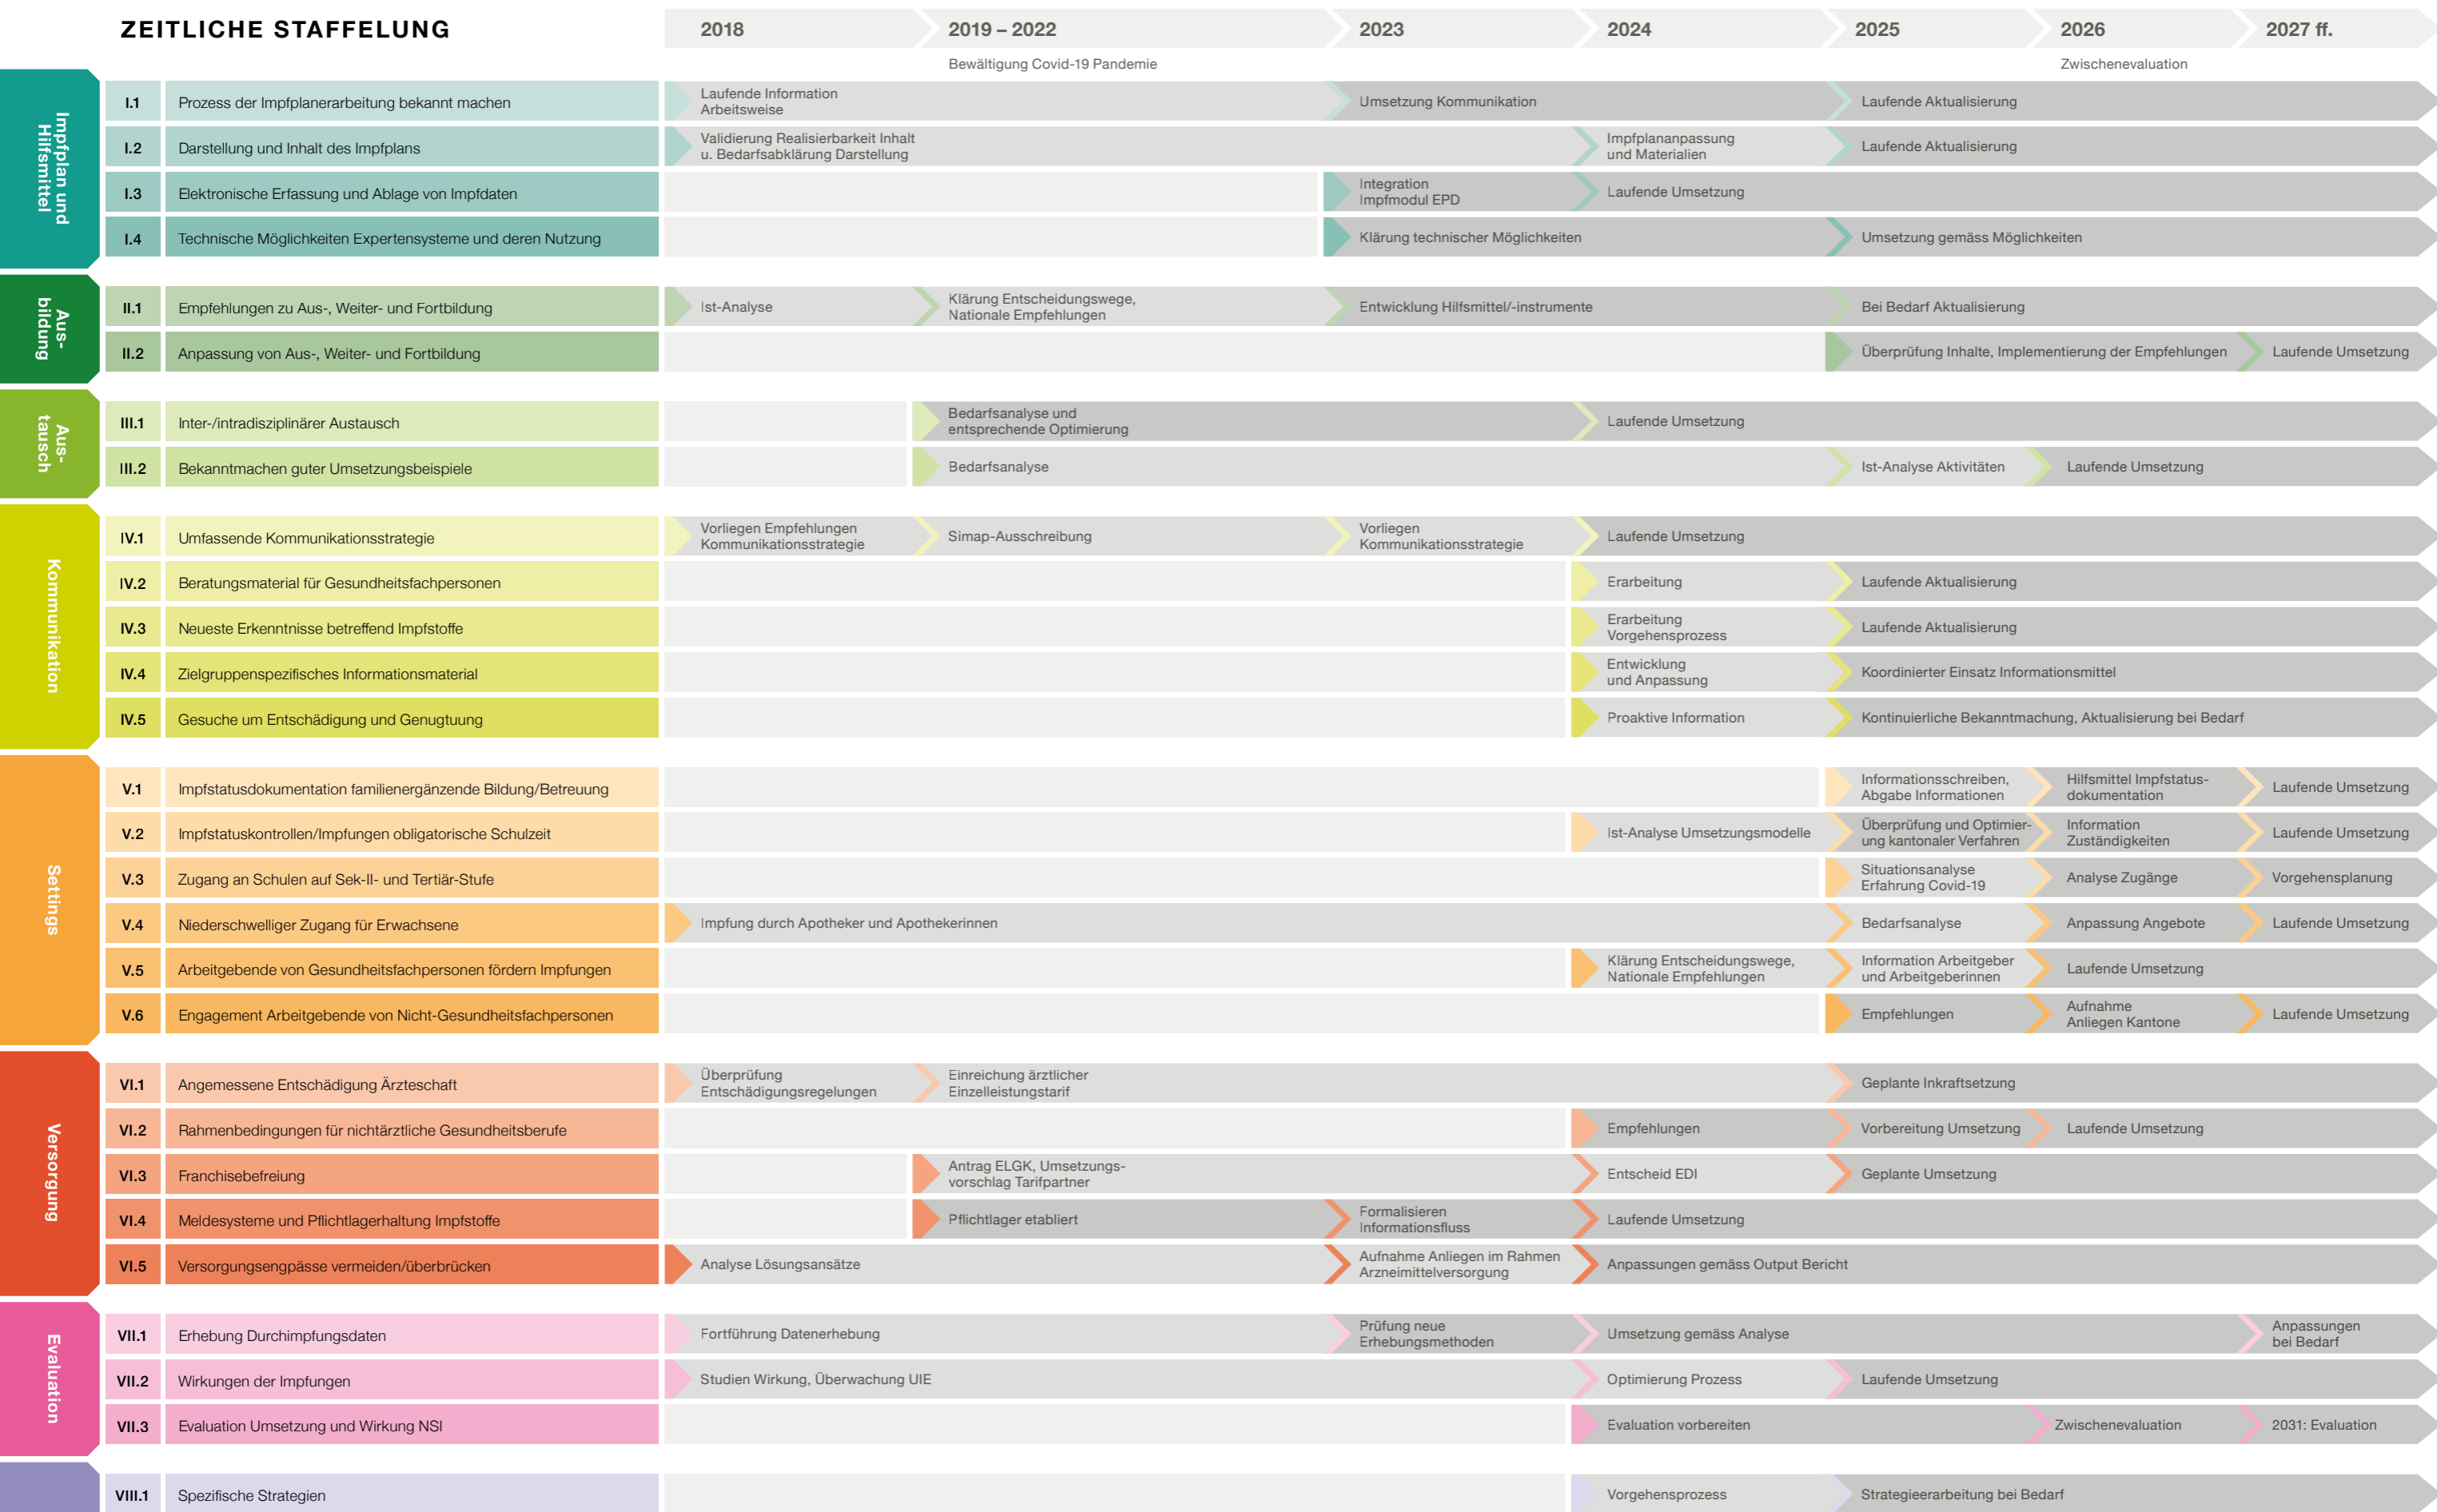 ZEITLICHE STAFFELUNG
2018
2019 – 2022
2023
2024
2025
2026
2027 ff.
Bewältigung Covid-19 Pandemie
Zwischenevaluation
Impfplan und
Hilfsmittel
I.1
Prozess der Impfplanerarbeitung bekannt machen
Laufende Information
Arbeitsweise
Umsetzung Kommunikation
Laufende Aktualisierung
I.2
Darstellung und Inhalt des Impfplans
Validierung Realisierbarkeit Inhalt
u. Bedarfsabklärung Darstellung
Impfplananpassung
und Materialien
Laufende Aktualisierung
I.3
Elektronische Erfassung und Ablage von Impfdaten
Integration
Impfmodul EPD
Laufende Umsetzung
I.4
Technische Möglichkeiten Expertensysteme und deren Nutzung
Klärung technischer Möglichkeiten
Umsetzung gemäss Möglichkeiten
Aus-
bildung
II.1
Empfehlungen zu Aus-, Weiter- und Fortbildung
Ist-Analyse
Klärung Entscheidungswege,
Nationale Empfehlungen
Entwicklung Hilfsmittel/-instrumente
Bei Bedarf Aktualisierung
II.2
Anpassung von Aus-, Weiter- und Fortbildung
Überprüfung Inhalte, Implementierung der Empfehlungen
Laufende Umsetzung
Aus-
tausch
III.1
Inter-/intradisziplinärer Austausch
Bedarfsanalyse und
entsprechende Optimierung
Laufende Umsetzung
III.2
Bekanntmachen guter Umsetzungsbeispiele
Bedarfsanalyse
Ist-Analyse Aktivitäten
Laufende Umsetzung
Kommunikation
IV.1
Umfassende Kommunikationsstrategie
Vorliegen Empfehlungen
Kommunikationsstrategie
Simap-Ausschreibung
Vorliegen
Kommunikationsstrategie
Laufende Umsetzung
IV.2
Beratungsmaterial für Gesundheitsfachpersonen
Erarbeitung
Laufende Aktualisierung
IV.3
Neueste Erkenntnisse betreffend Impfstoffe
Erarbeitung
Vorgehensprozess
Laufende Aktualisierung
IV.4
Zielgruppenspezifisches Informationsmaterial
Entwicklung
und Anpassung
Koordinierter Einsatz Informationsmittel
IV.5
Gesuche um Entschädigung und Genugtuung
Proaktive Information
Kontinuierliche Bekanntmachung, Aktualisierung bei Bedarf
Settings
V.1
Impfstatusdokumentation familienergänzende Bildung/Betreuung
Informationsschreiben,
Abgabe Informationen
Hilfsmittel Impfstatus-
dokumentation
Laufende Umsetzung
V.2
Impfstatuskontrollen/Impfungen obligatorische Schulzeit
Ist-Analyse Umsetzungsmodelle
Überprüfung und Optimier-
ung kantonaler Verfahren
Information
Zuständigkeiten
Laufende Umsetzung
V.3
Zugang an Schulen auf Sek-II- und Tertiär-Stufe
Situationsanalyse
Erfahrung Covid-19
Analyse Zugänge
Vorgehensplanung
V.4
Niederschwelliger Zugang für Erwachsene
Impfung durch Apotheker und Apothekerinnen
Bedarfsanalyse
Anpassung Angebote
Laufende Umsetzung
V.5
Arbeitgebende von Gesundheitsfachpersonen fördern Impfungen
Klärung Entscheidungswege,
Nationale Empfehlungen
Information Arbeitgeber
und Arbeitgeberinnen
Laufende Umsetzung
V.6
Engagement Arbeitgebende von Nicht-Gesundheitsfachpersonen
Empfehlungen
Aufnahme
Anliegen Kantone
Laufende Umsetzung
Versorgung
VI.1
Angemessene Entschädigung Ärzteschaft
Überprüfung
Entschädigungsregelungen
Einreichung ärztlicher
Einzelleistungstarif
Geplante Inkraftsetzung
VI.2
Rahmenbedingungen für nichtärztliche Gesundheitsberufe
Empfehlungen
Vorbereitung Umsetzung
Laufende Umsetzung
VI.3
Franchisebefreiung
Antrag ELGK, Umsetzungs-
vorschlag Tarifpartner
Entscheid EDI
Geplante Umsetzung
VI.4
Meldesysteme und Pflichtlagerhaltung Impfstoffe
Pflichtlager etabliert
Formalisieren
Informationsfluss
Laufende Umsetzung
VI.5
Versorgungsengpässe vermeiden/überbrücken
Analyse Lösungsansätze
Aufnahme Anliegen im Rahmen
Arzneimittelversorgung
Anpassungen gemäss Output Bericht
Evaluation
VII.1
Erhebung Durchimpfungsdaten
Fortführung Datenerhebung
Prüfung neue
Erhebungsmethoden
Umsetzung gemäss Analyse
Anpassungen
bei Bedarf
VII.2
Wirkungen der Impfungen
Studien Wirkung, Überwachung UIE
Optimierung Prozess
Laufende Umsetzung
VII.3
Evaluation Umsetzung und Wirkung NSI
Evaluation vorbereiten
Zwischenevaluation
2031: Evaluation
VIII.1
Spezifische Strategien
Vorgehensprozess
Strategieerarbeitung bei Bedarf